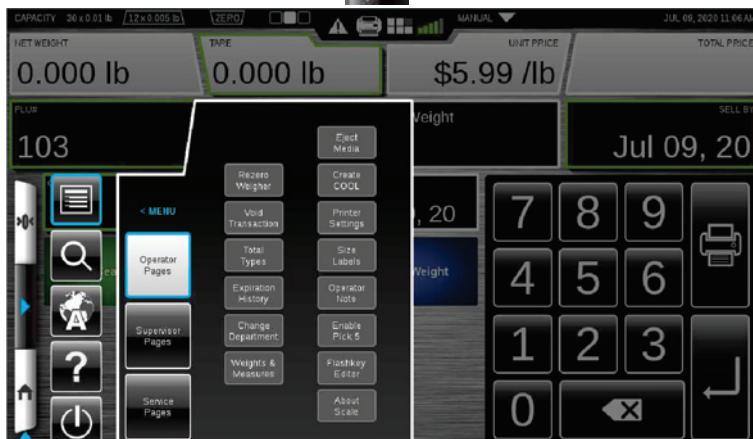 CAPACITY 30 x 0.01 lb 12 x 0.005 lb ZERO MANUAL JUL 09, 2020 11:06 AM
NET WEIGHT TARE UNIT PRICE TOTAL PRICE
0.000 lb 0.000 lb $5.99 /lb
PLU# Weight SELL BY
103 Jul 09, 20
, 20
Weight
>0<
A
?
< MENU
Operator
Pages
Supervisor
Pages
Service
Pages
Rezero
Weigher
Void
Transaction
Total
Types
Expiration
History
Change
Department
Weights &
Measures
Eject
Media
Create
COOL
Printer
Settings
Size
Labels
Operator
Note
Enable
Pick 5
Flashkey
Editor
About
Scale
7 8 9
4 5 6
1 2 3
0